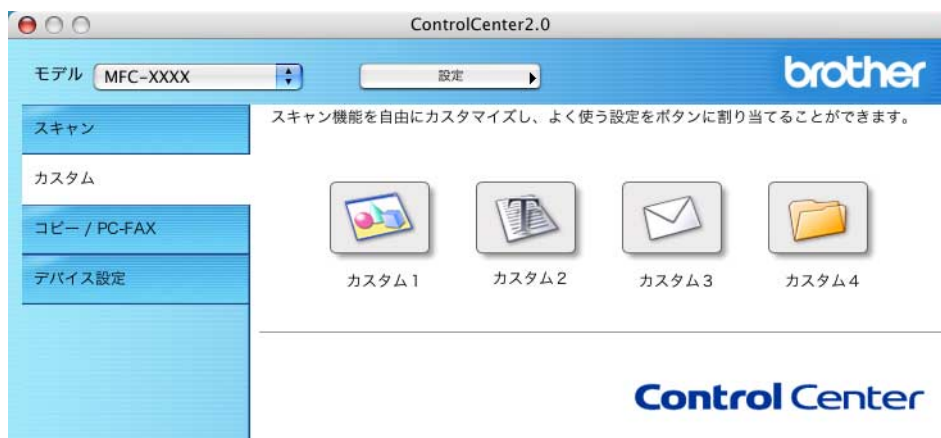 ControlCenter2.0
モデル MFC-XXXX 設定 brother
スキャン
カスタム
コピー / PC-FAX
デバイス設定
スキャン機能を自由にカスタマイズし、よく使う設定をボタンに割り当てることができます。
カスタム1 カスタム2 カスタム3 カスタム4
Control Center